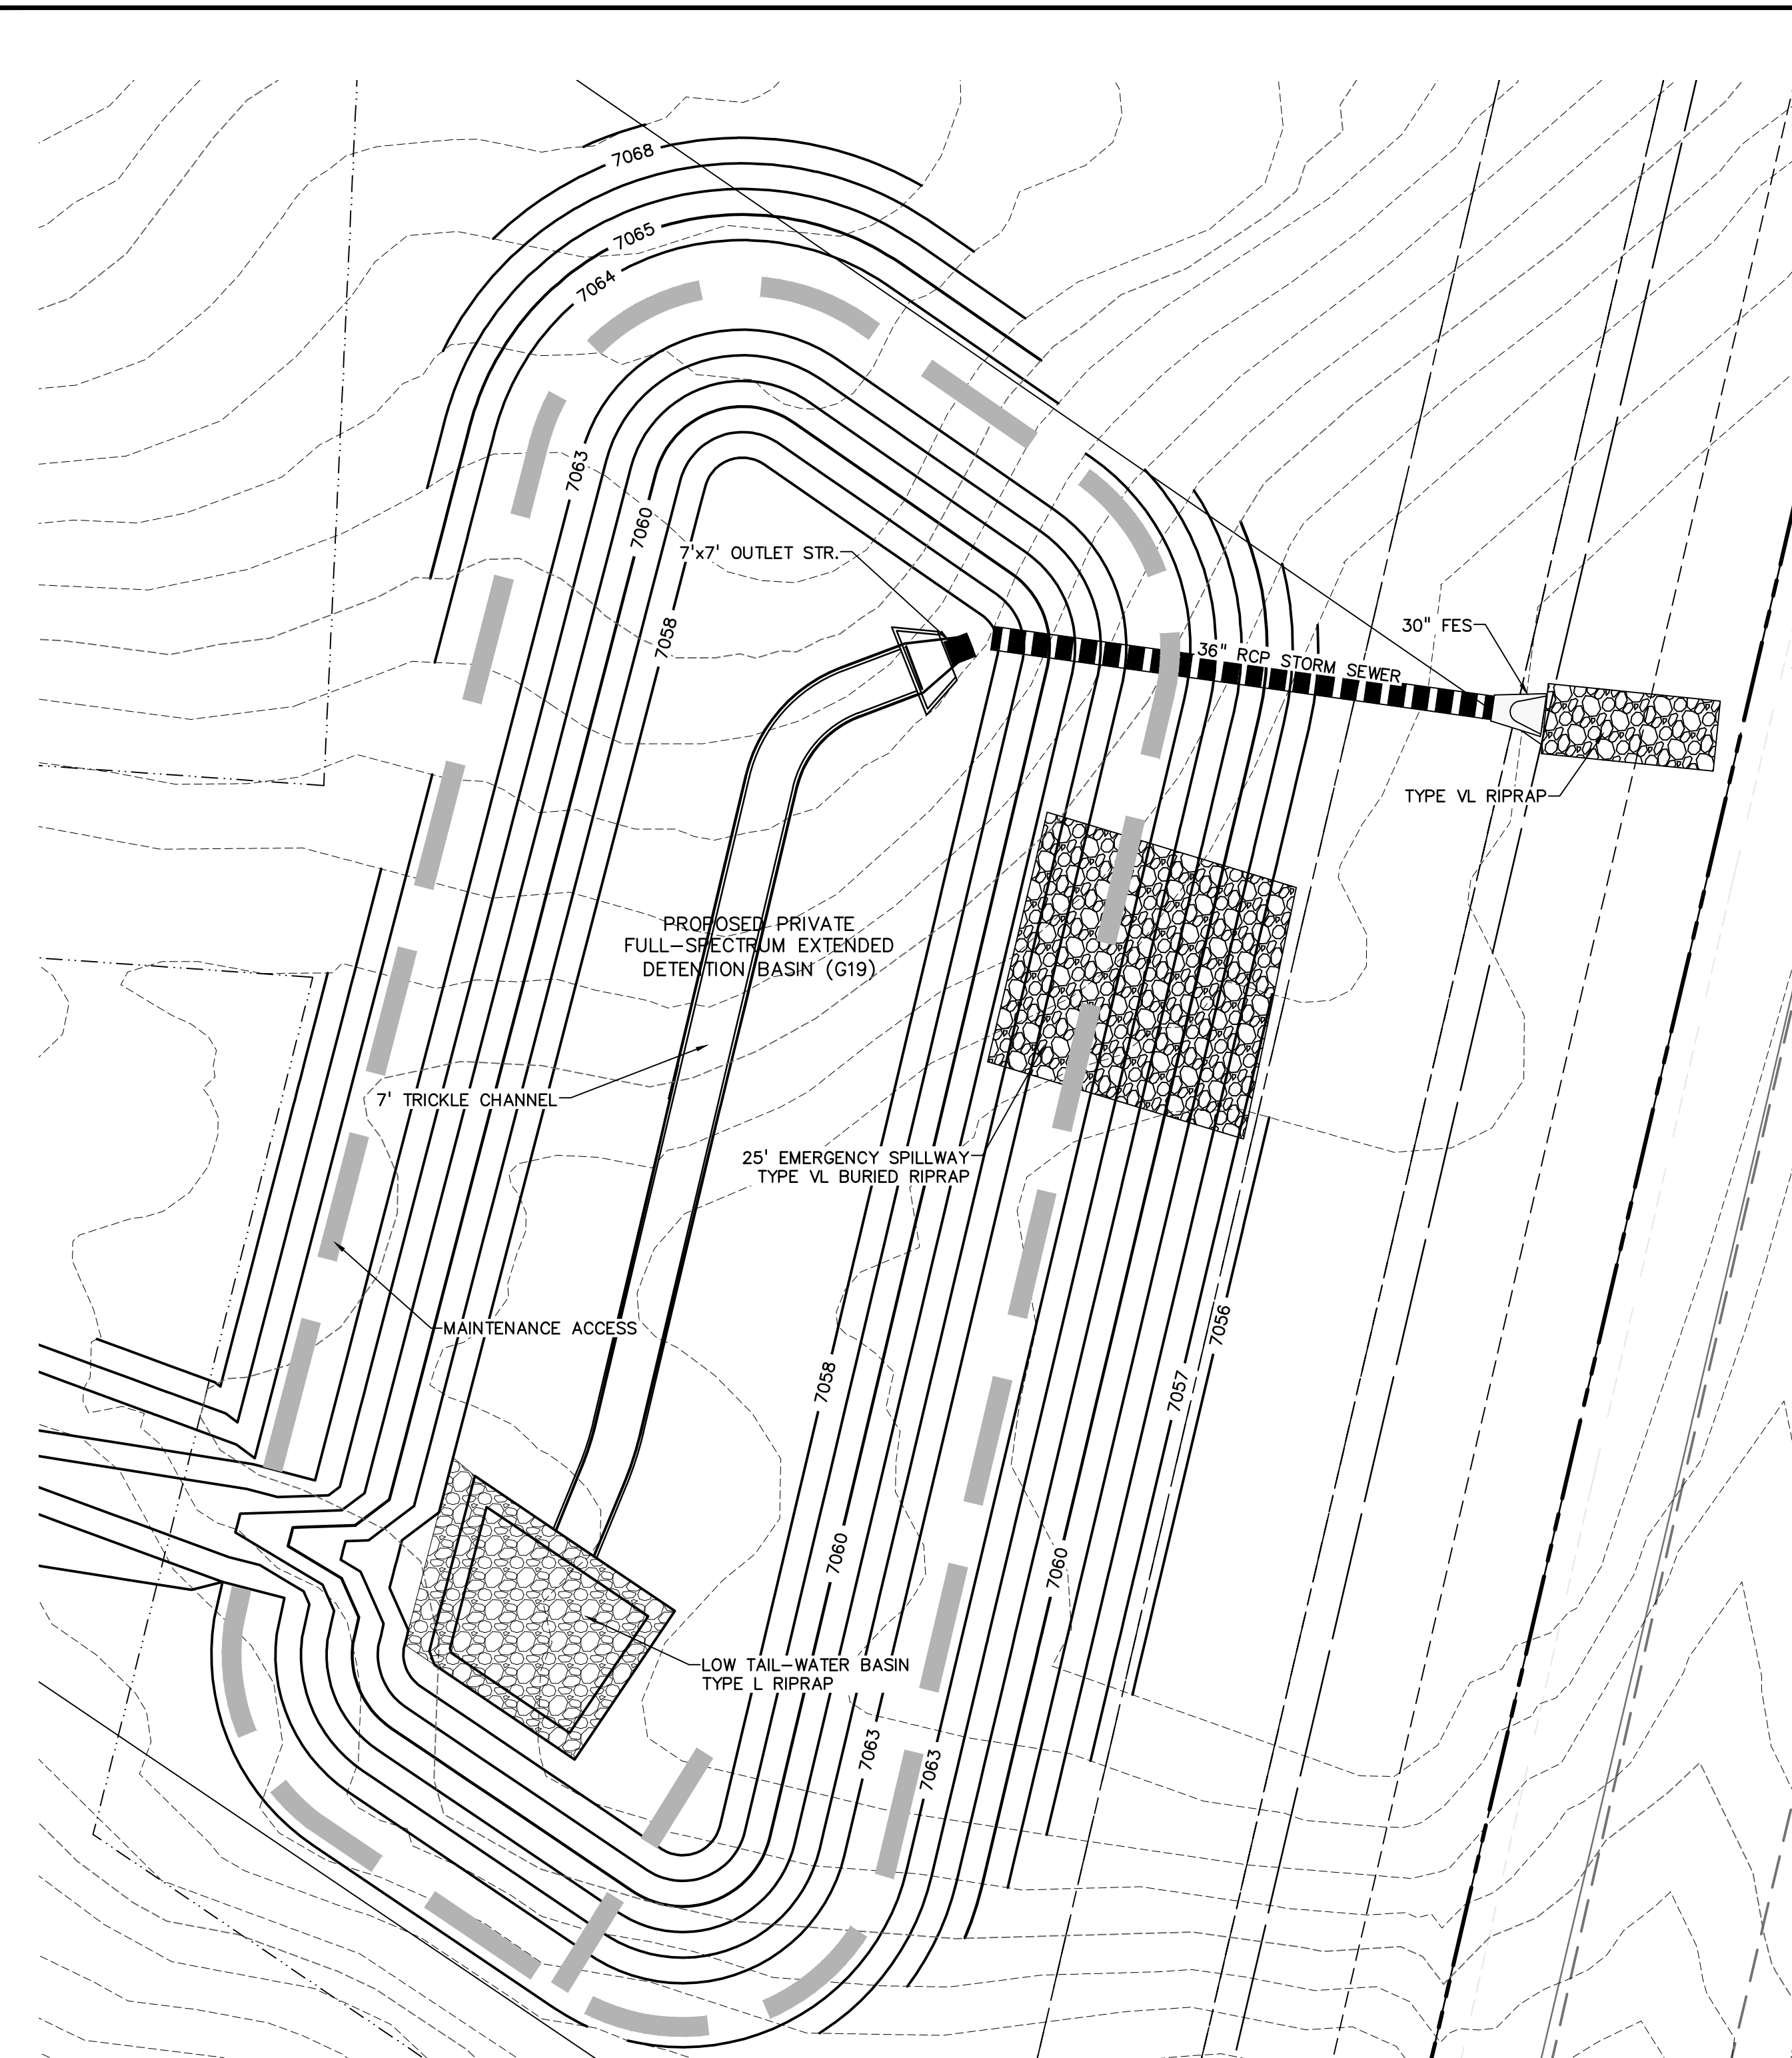 7068
7065
7064
7063
7060
7'x7' OUTLET STR.
7058
30" FES
36" RCP STORM SEWER
TYPE VL RIPRAP
PROPOSED PRIVATE
FULL-SPECTRUM EXTENDED
DETENTION BASIN (G19)
7' TRICKLE CHANNEL
25' EMERGENCY SPILLWAY
TYPE VL BURIED RIPRAP
MAINTENANCE ACCESS
7056
7058
7057
7060
7060
LOW TAIL-WATER BASIN
TYPE L RIPRAP
7063
7063